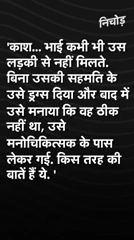 निचोड़
'काश... भाई कभी भी उस
लड़की से नहीं मिलते.
बिना उसकी सहमति के
उसे ड्रग्स दिया और बाद में
उसे मनाया कि वह ठीक
नहीं था, उसे
मनोचिकित्सक के पास
लेकर गई. किस तरह की
बातें हैं ये. '